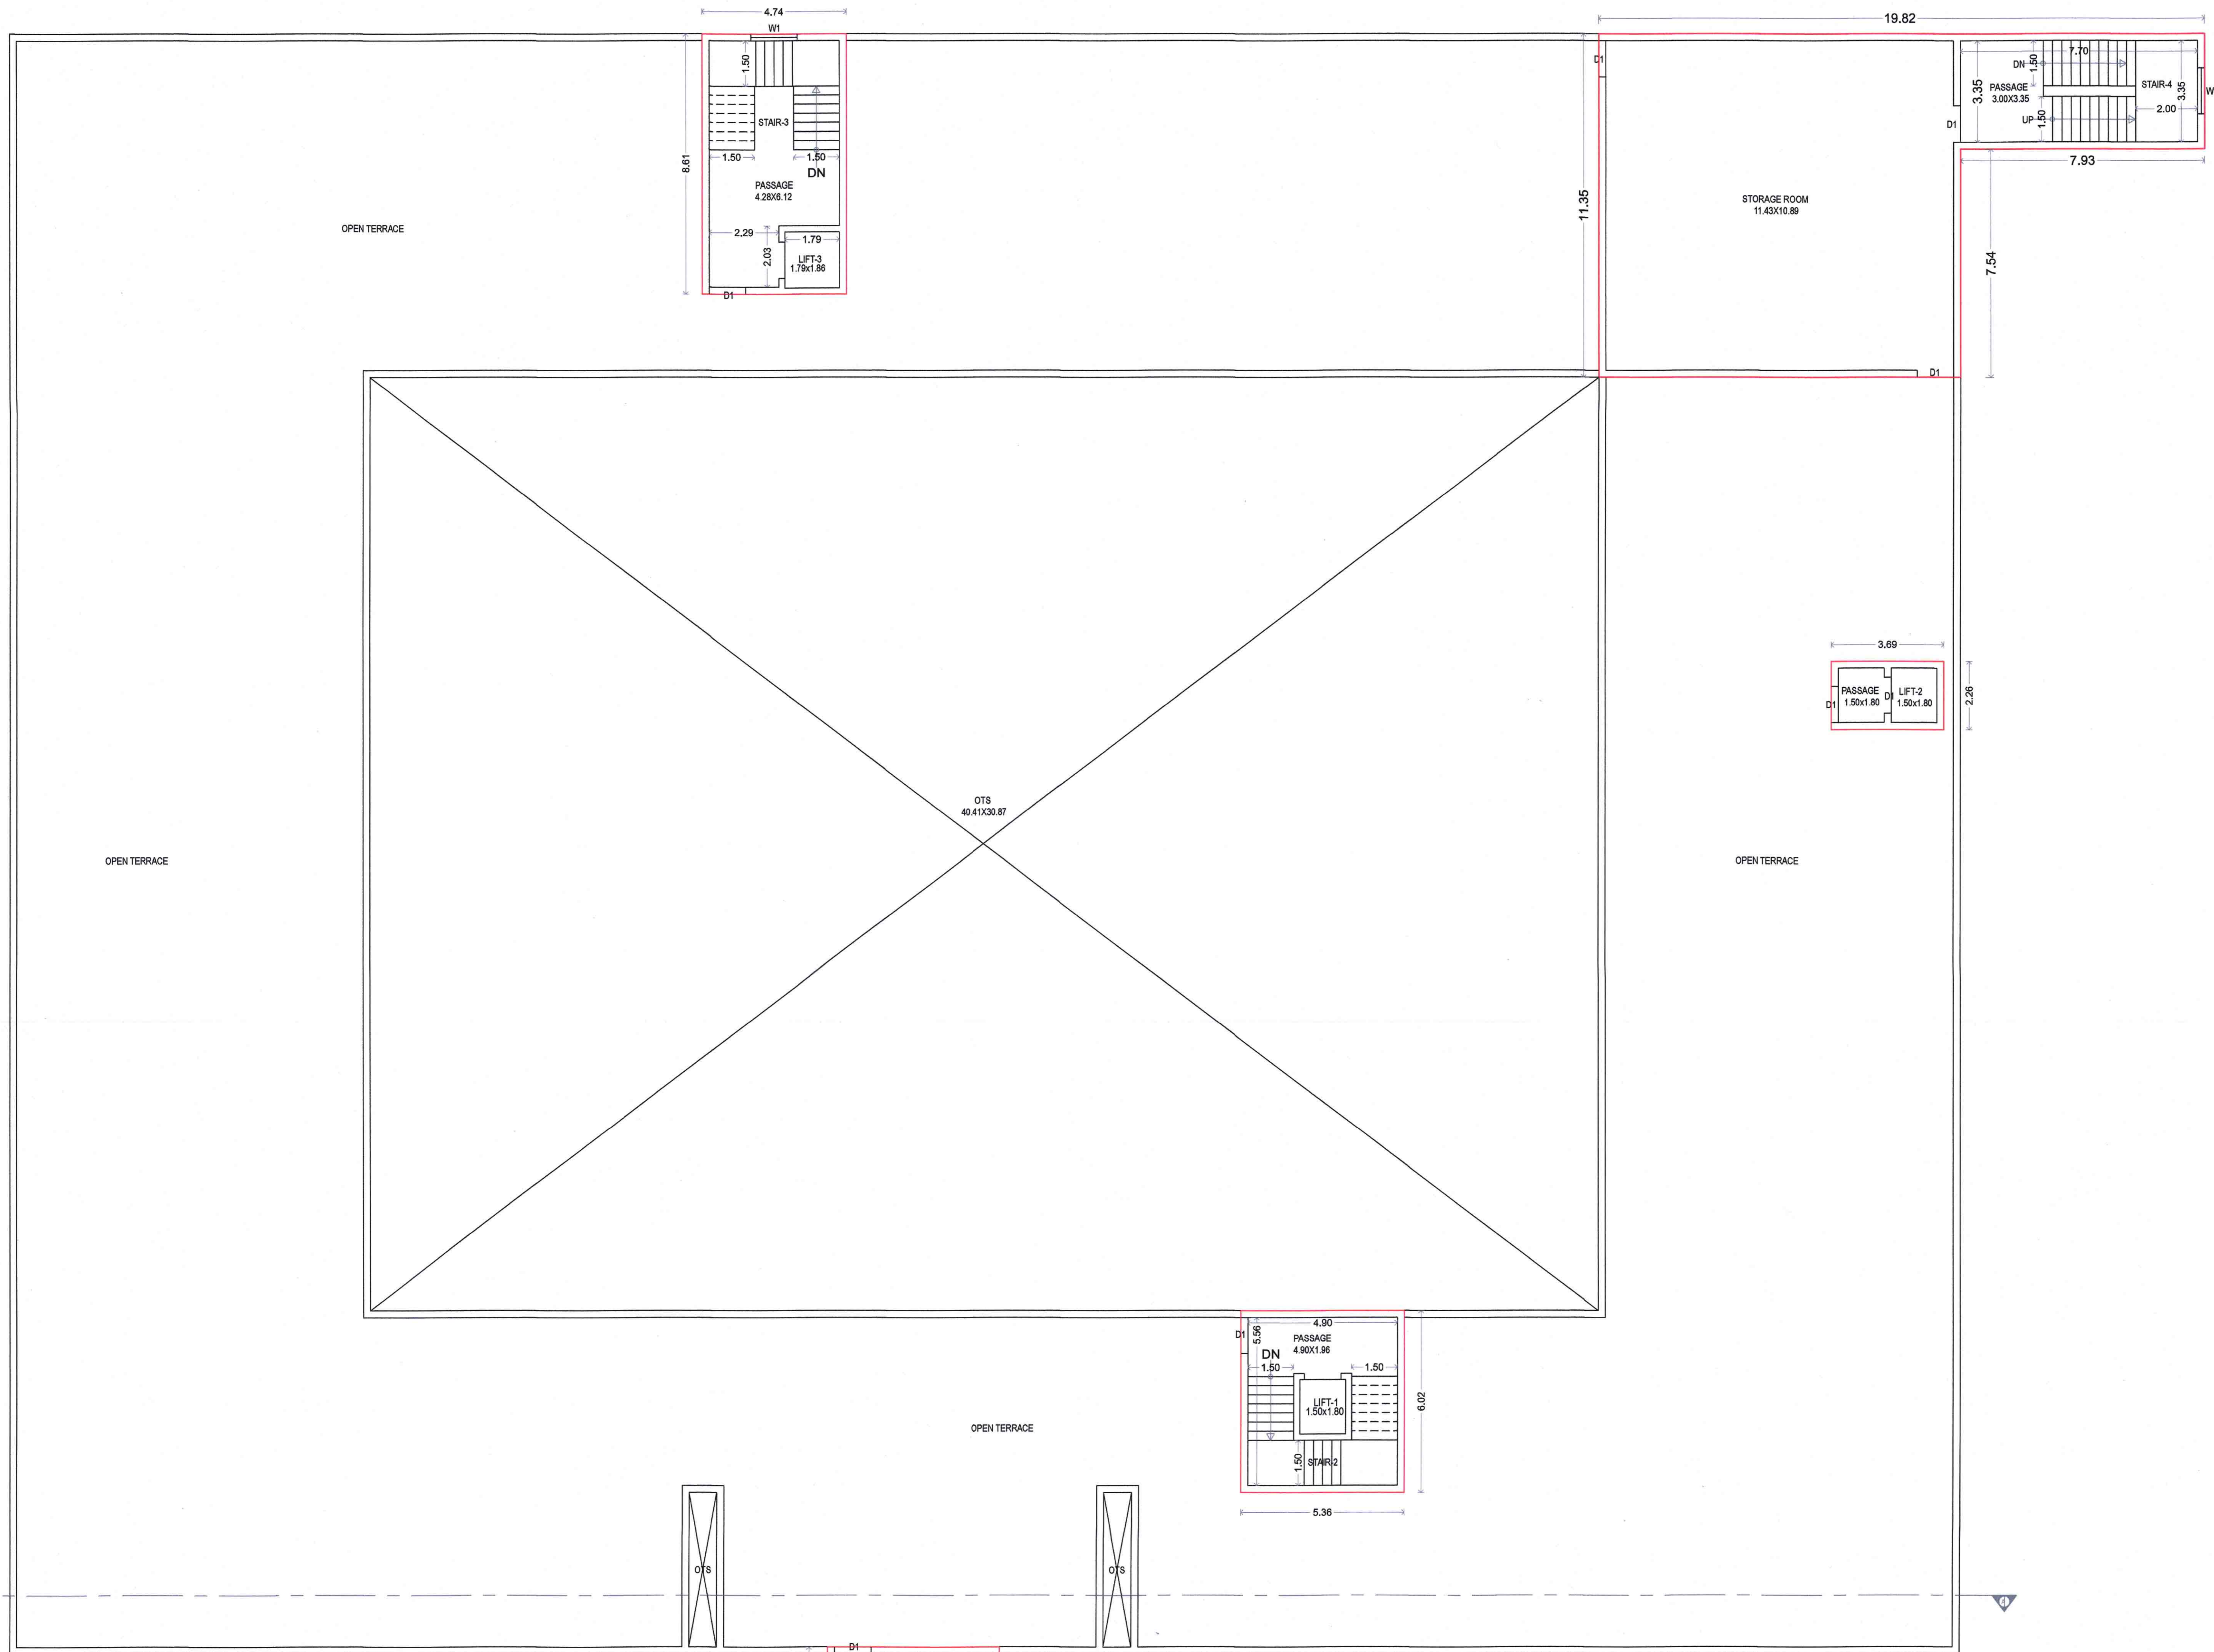 4.74
19.82
W1
D1
1.50
8.61
STAIR-3
1.50
1.50
DN
PASSAGE
4.28X6.12
2.29
2.03
1.79
LIFT-3
1.79x1.86
D1
OPEN TERRACE
11.35
STORAGE ROOM
11.43X10.89
D1
D1
3.35
7.70
1.50
DN
PASSAGE
3.00X3.35
STAIR-4
3.35
2.00
UP
1.50
W
7.93
7.54
3.69
PASSAGE
1.50x1.80
D1
D1
LIFT-2
1.50x1.80
2.26
OTS
40.41X30.87
OPEN TERRACE
OPEN TERRACE
D1
5.56
4.90
PASSAGE
4.90X1.96
DN
1.50
1.50
LIFT-1
1.50x1.80
6.02
1.50
STAIR-2
5.36
OPEN TERRACE
OTS
OTS
D1